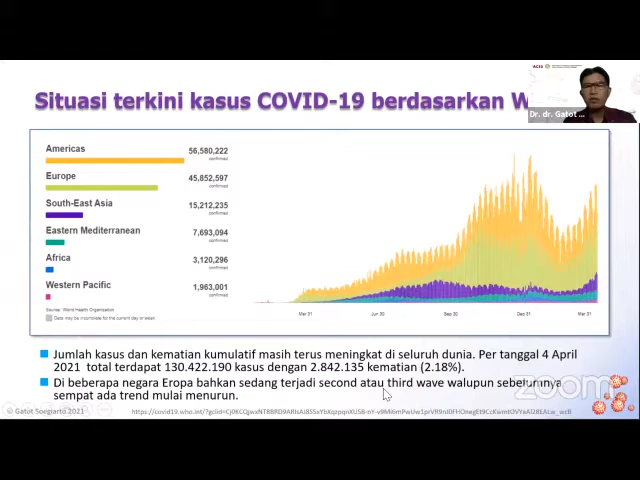 Situasi terkini kasus COVID-19 berdasarkan W
Dr. dr. Gatot ...
Americas
56,580,222
confirmed
Europe
45,852,597
confirmed
South-East Asia
15,212,235
confirmed
Eastern Mediterranean
7,693,094
confirmed
Africa
3,120,296
confirmed
Western Pacific
1,963,001
confirmed
Source: World Health Organization
Data may be incomplete for the current day or week.
Mar 31 Jun 30 Sep 30 Dec 31 Mar 31
Jumlah kasus dan kematian kumulatif masih terus meningkat di seluruh dunia. Per tanggal 4 April
2021 total terdapat 130.422.190 kasus dengan 2.842.135 kematian (2.18%).
Di beberapa negara Eropa bahkan sedang terjadi second atau third wave walupun sebelumnya
sempat ada trend mulai menurun.
zoom
© Gatot Soegiarto 2021